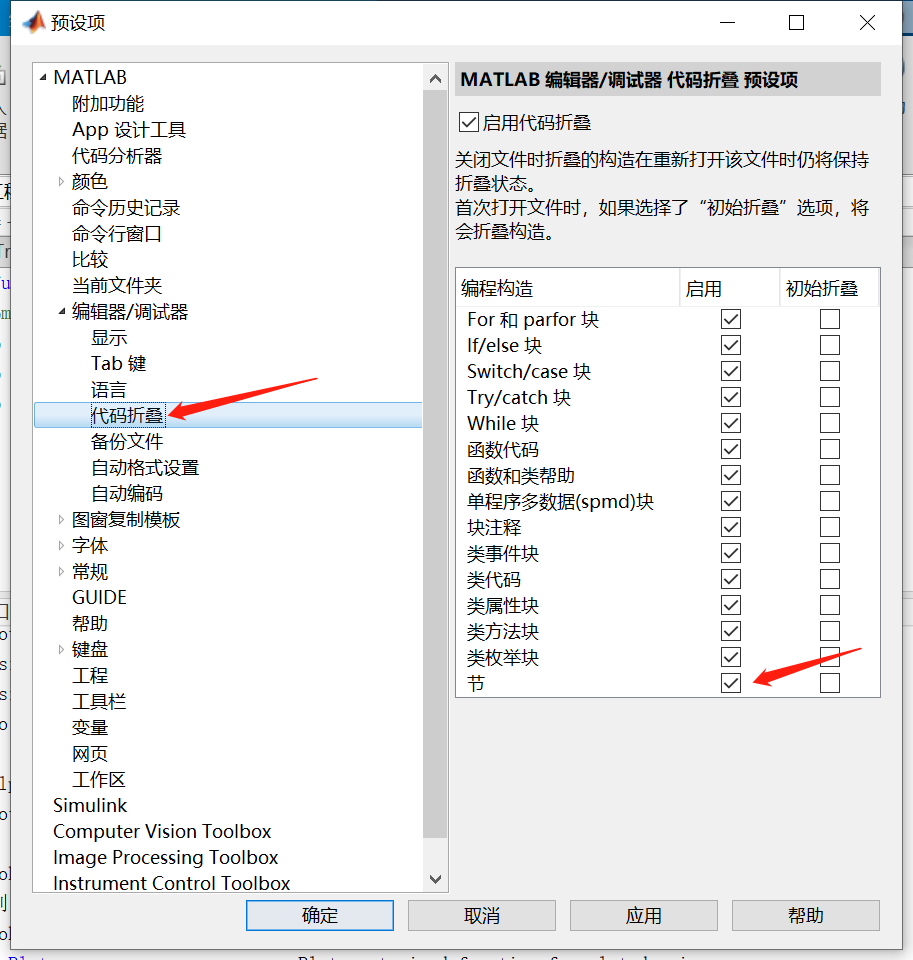 预设项
MATLAB
附加功能
App 设计工具
代码分析器
颜色
命令历史记录
命令行窗口
比较
当前文件夹
编辑器/调试器
显示
Tab 键
语言
代码折叠
备份文件
自动格式设置
自动编码
图窗复制模板
字体
常规
GUIDE
帮助
键盘
工程
工具栏
变量
网页
工作区
Simulink
Computer Vision Toolbox
Image Processing Toolbox
Instrument Control Toolbox
MATLAB 编辑器/调试器 代码折叠 预设项
启用代码折叠
关闭文件时折叠的构造在重新打开该文件时仍将保持
折叠状态。
首次打开文件时，如果选择了“初始折叠”选项，将
会折叠构造。
编程构造 启用 初始折叠
For 和 parfor 块
If/else 块
Switch/case 块
Try/catch 块
While 块
函数代码
函数和类帮助
单程序多数据(spmd)块
块注释
类事件块
类代码
类属性块
类方法块
类枚举块
节
确定 取消 应用 帮助